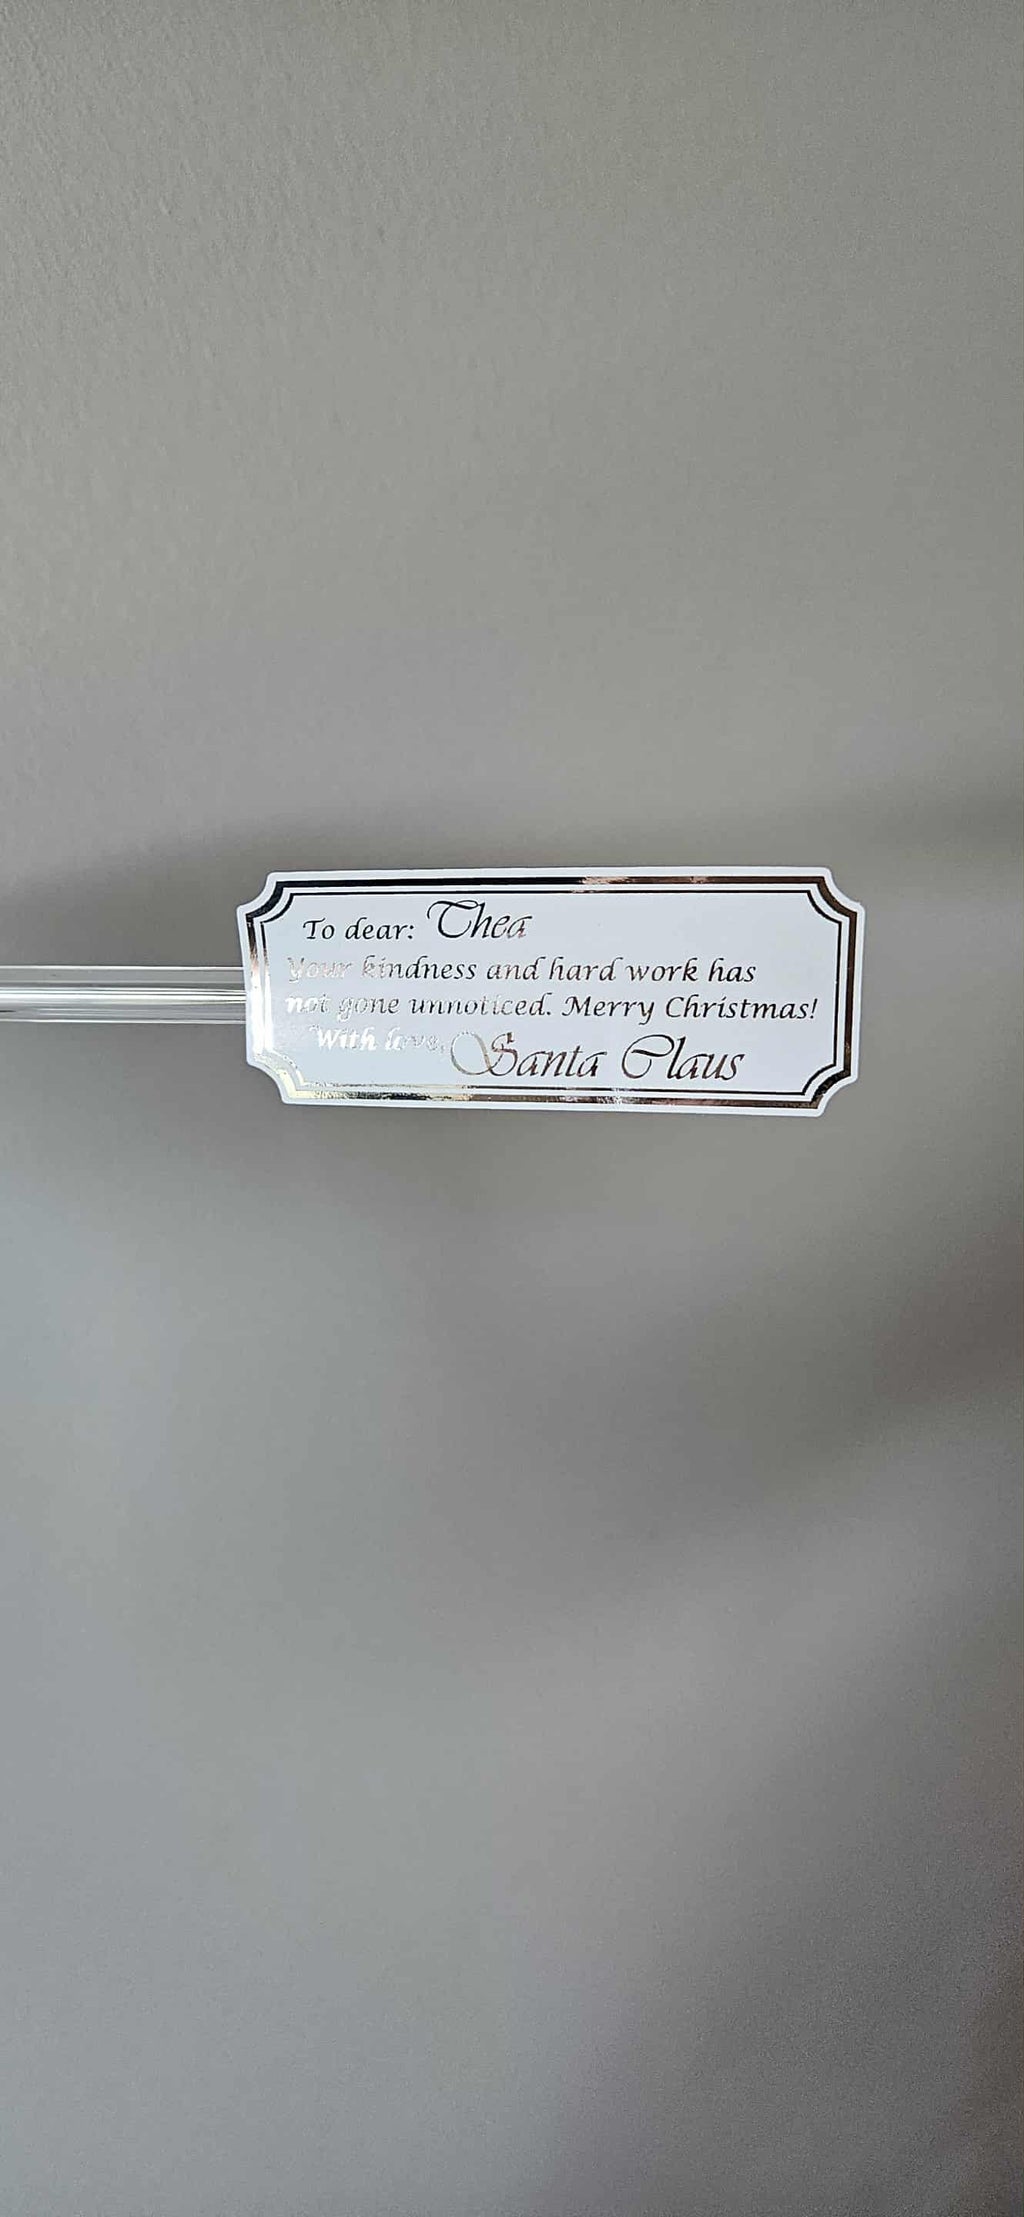 To dear: Thea
Your kindness and hard work has
not gone unnoticed. Merry Christmas!
With love, Santa Claus